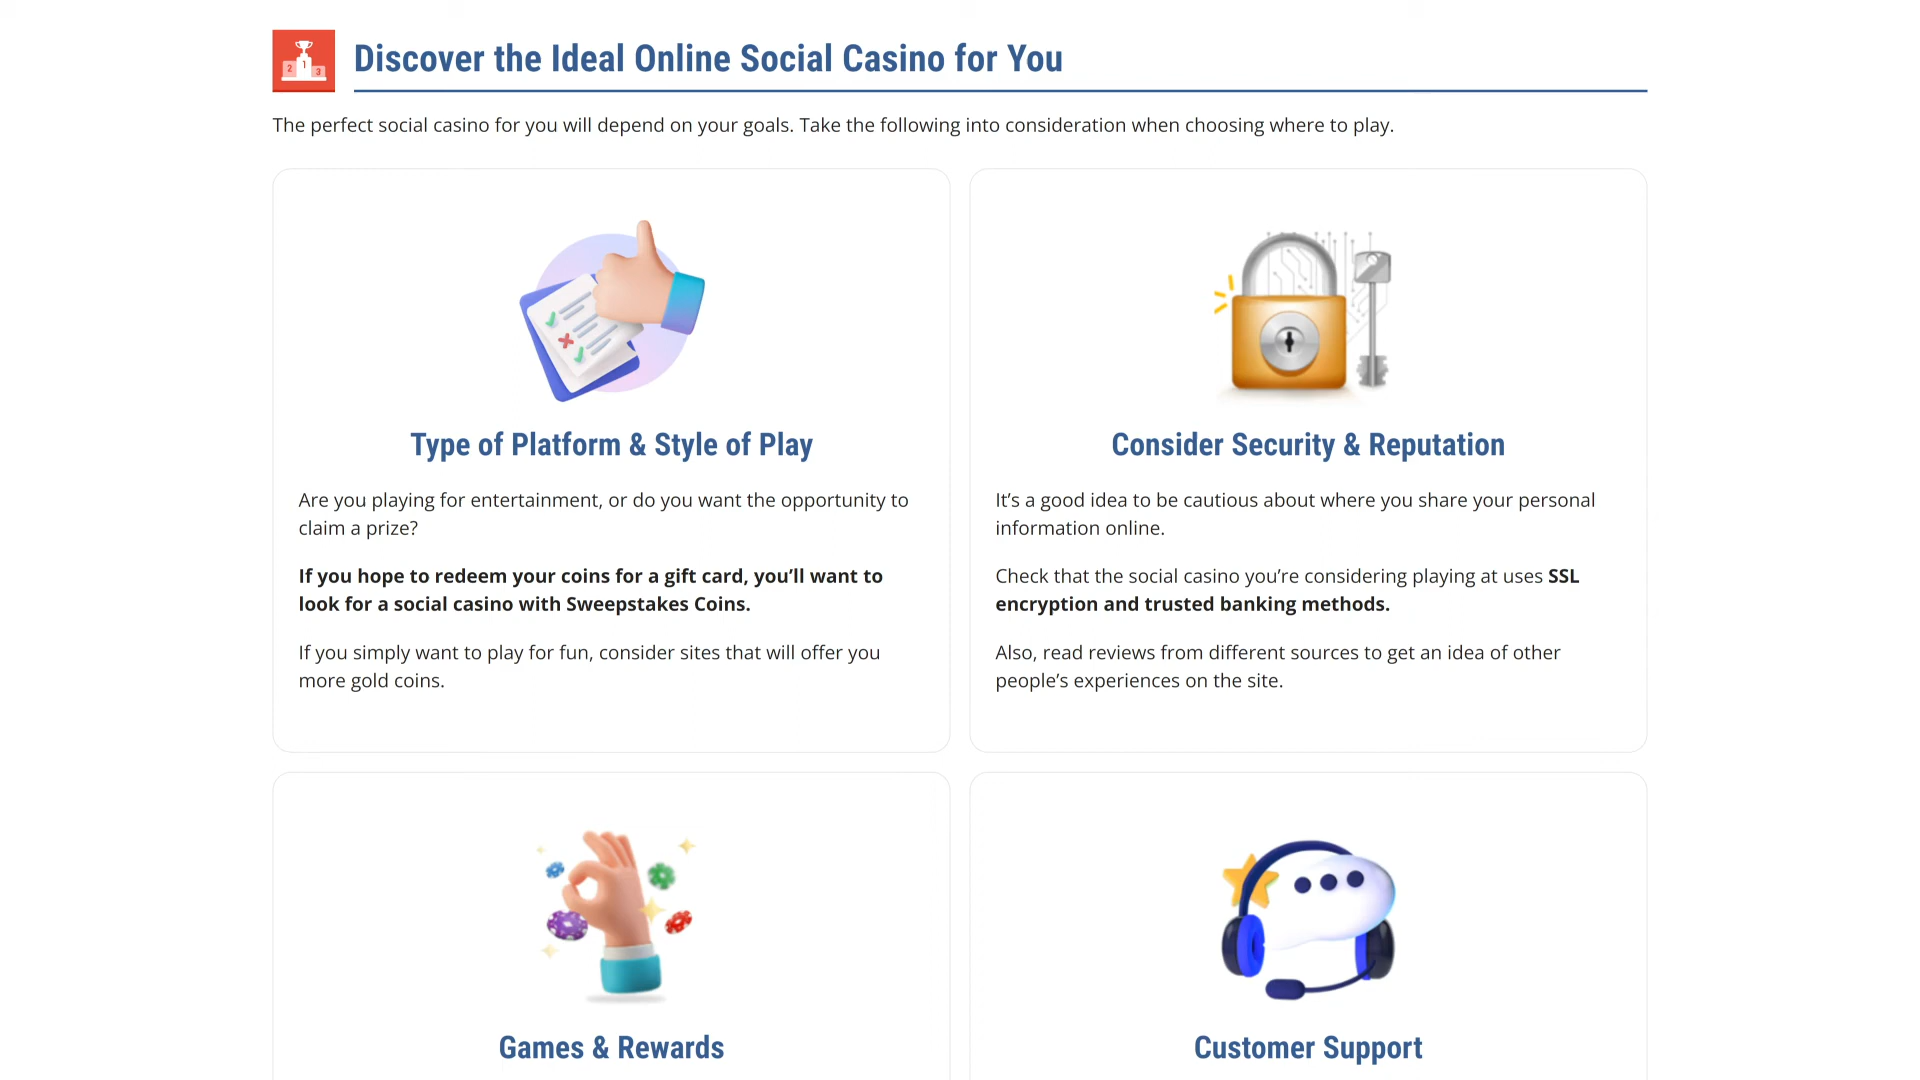 2 1 3
Discover the Ideal Online Social Casino for You
The perfect social casino for you will depend on your goals. Take the following into consideration when choosing where to play.
Type of Platform & Style of Play
Are you playing for entertainment, or do you want the opportunity to
claim a prize?
If you hope to redeem your coins for a gift card, you’ll want to
look for a social casino with Sweepstakes Coins.
If you simply want to play for fun, consider sites that will offer you
more gold coins.
Consider Security & Reputation
It’s a good idea to be cautious about where you share your personal
information online.
Check that the social casino you’re considering playing at uses SSL
encryption and trusted banking methods.
Also, read reviews from different sources to get an idea of other
people’s experiences on the site.
Games & Rewards
Customer Support